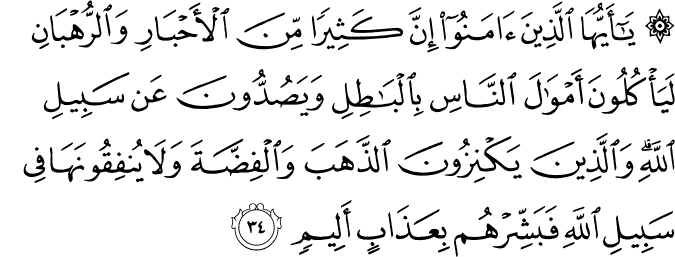 ۞ يَـٰٓأَيُّهَا ٱلَّذِينَ ءَامَنُوٓا۟ إِنَّ كَثِيرًا مِّنَ ٱلْأَحْبَارِ وَٱلرُّهْبَانِ
لَيَأْكُلُونَ أَمْوَٰلَ ٱلنَّاسِ بِٱلْبَـٰطِلِ وَيَصُدُّونَ عَن سَبِيلِ
ٱللَّهِ ۗ وَٱلَّذِينَ يَكْنِزُونَ ٱلذَّهَبَ وَٱلْفِضَّةَ وَلَا يُنفِقُونَهَا فِى
سَبِيلِ ٱللَّهِ فَبَشِّرْهُم بِعَذَابٍ أَلِيمٍ ٣٤